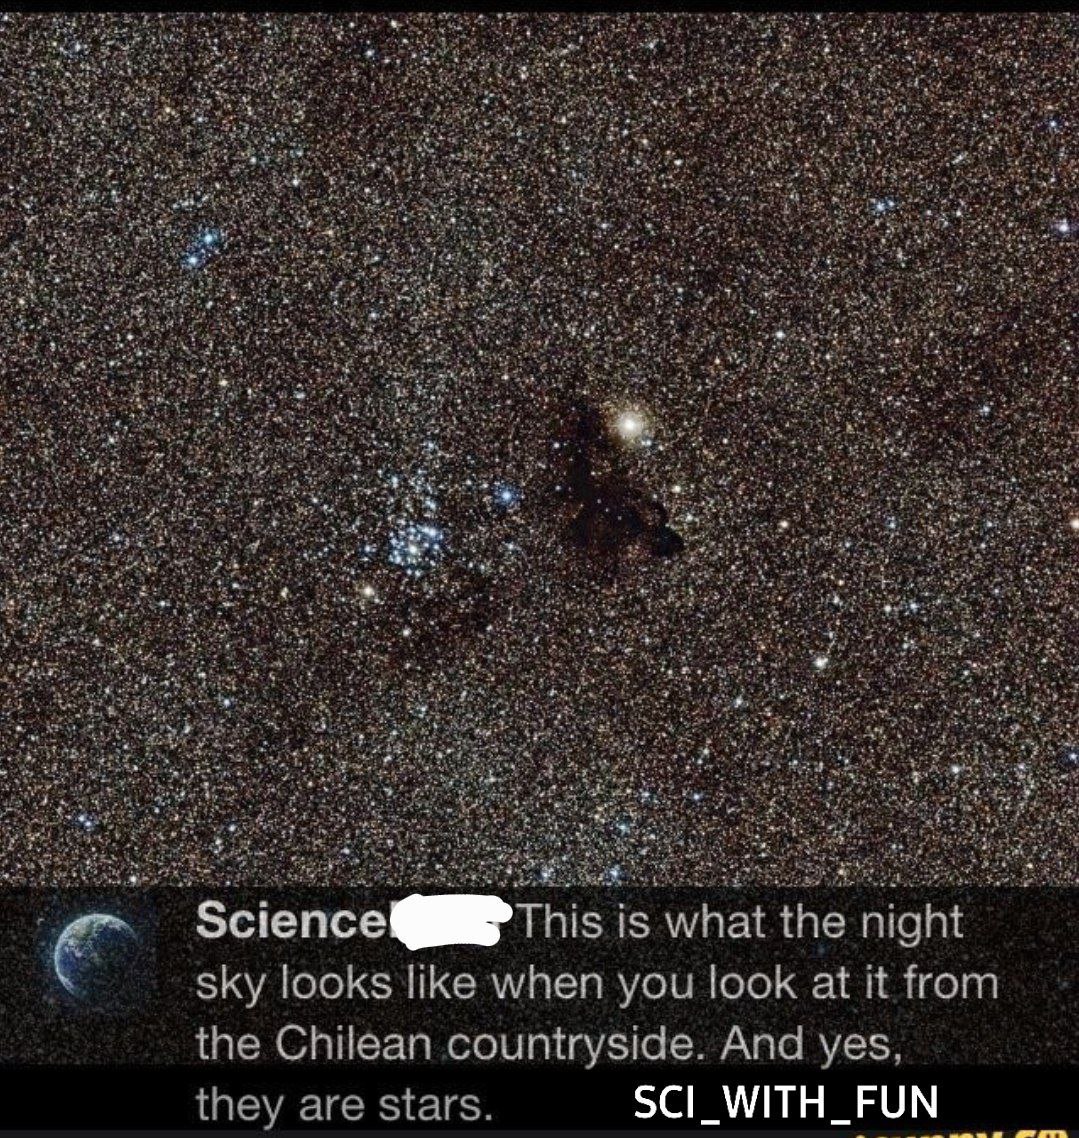 Science This is what the night
sky looks like when you look at it from
the Chilean countryside. And yes,
they are stars.
SCI_WITH_FUN